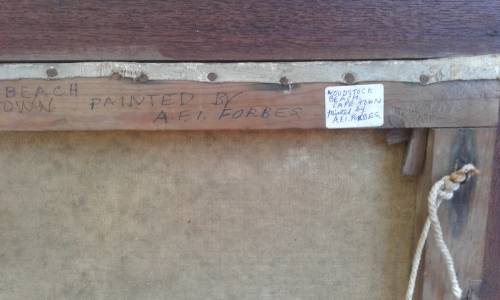 BEACH
OWN PAINTED BY
A.E.I. FORBES
WOODSTOCK
BEACH
CAPE TOWN
Painted by
A.E.I. FORBES